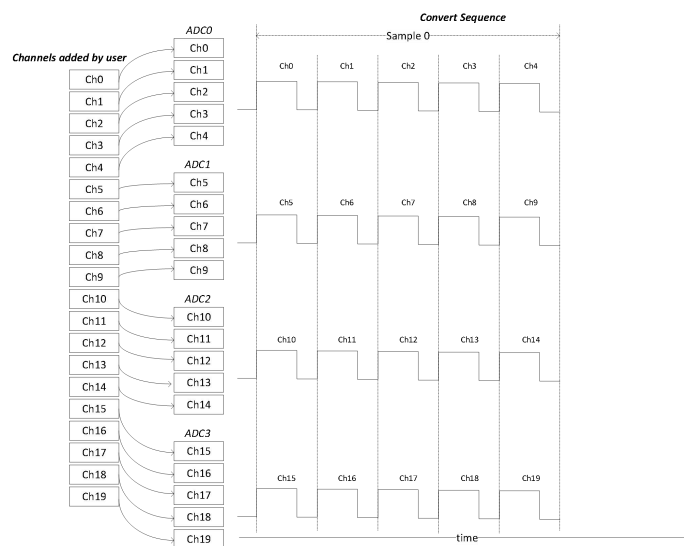 Convert Sequence
Sample 0
Channels added by user
Ch0
Ch1
Ch2
Ch3
Ch4
Ch5
Ch6
Ch7
Ch8
Ch9
Ch10
Ch11
Ch12
Ch13
Ch14
Ch15
Ch16
Ch17
Ch18
Ch19
ADC0
Ch0
Ch1
Ch2
Ch3
Ch4
ADC1
Ch5
Ch6
Ch7
Ch8
Ch9
ADC2
Ch10
Ch11
Ch12
Ch13
Ch14
ADC3
Ch15
Ch16
Ch17
Ch18
Ch19
Ch0 Ch1 Ch2 Ch3 Ch4
Ch5 Ch6 Ch7 Ch8 Ch9
Ch10 Ch11 Ch12 Ch13 Ch14
Ch15 Ch16 Ch17 Ch18 Ch19
time